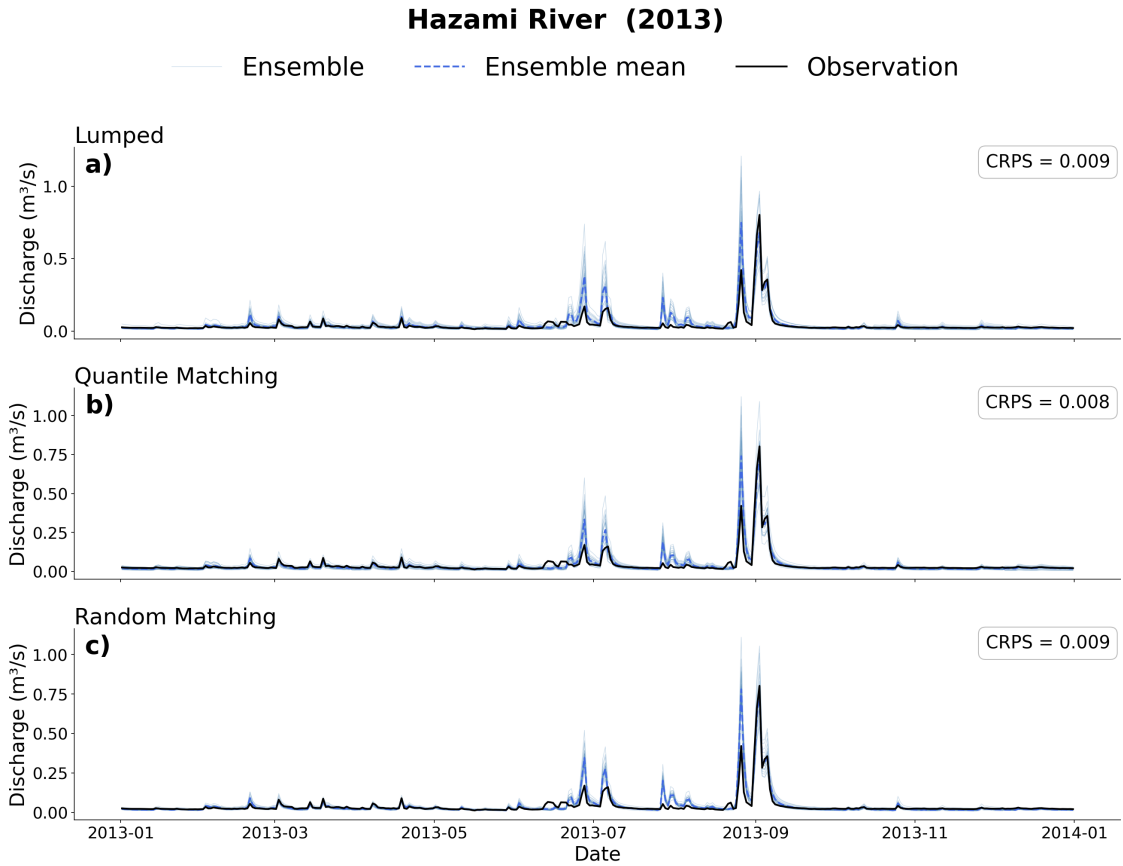 Hazami River  (2013)
Ensemble Ensemble mean Observation
Lumped
a)
CRPS = 0.009
Discharge (m³/s)
1.0
0.5
0.0
Quantile Matching
b)
CRPS = 0.008
Discharge (m³/s)
1.00
0.75
0.50
0.25
0.00
Random Matching
c)
CRPS = 0.009
Discharge (m³/s)
1.00
0.75
0.50
0.25
0.00
2013-01 2013-03 2013-05 2013-07 2013-09 2013-11 2014-01
Date